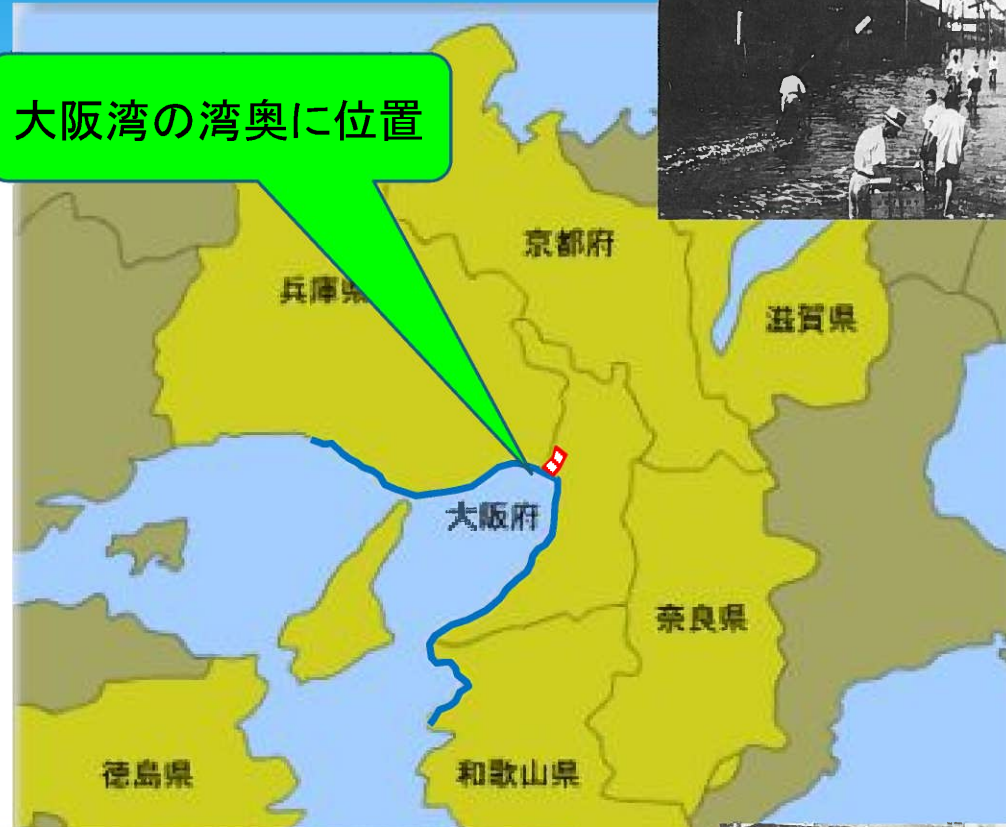 大阪湾の湾奥に位置
京都府
兵庫県
滋賀県
大阪府
奈良県
徳島県
和歌山県